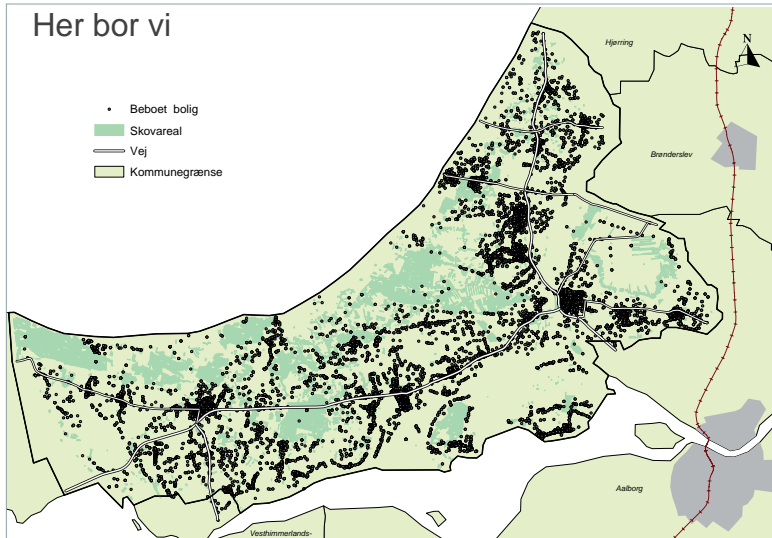 Her bor vi
Beboet bolig
Skovareal
Vej
Kommunegrænse
Hjørring
N
Brønderslev
Aalborg
Vesthimmerlands-